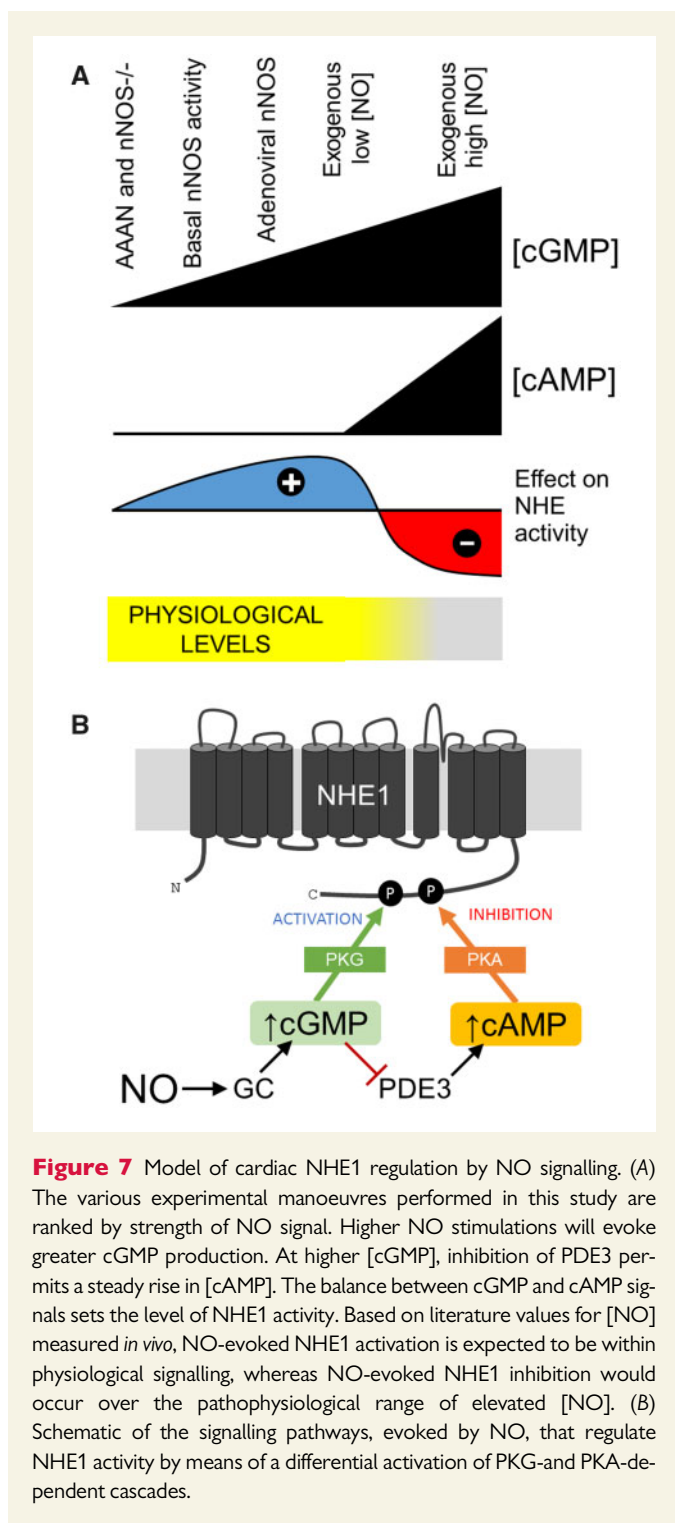 A
AAAN and nNOS-/-
Basal nNOS activity
Adenoviral nNOS
Exogenous
low [NO]
Exogenous
high [NO]
[cGMP]
[cAMP]
+
Effect on
NHE
activity
-
PHYSIOLOGICAL
LEVELS
B
NHE1
N
C
P
P
ACTIVATION
INHIBITION
PKG
PKA
↑cGMP
↑cAMP
NO
GC
PDE3
Figure 7 Model of cardiac NHE1 regulation by NO signalling. (A)
The various experimental manoeuvres performed in this study are
ranked by strength of NO signal. Higher NO stimulations will evoke
greater cGMP production. At higher [cGMP], inhibition of PDE3 per-
mits a steady rise in [cAMP]. The balance between cGMP and cAMP sig-
nals sets the level of NHE1 activity. Based on literature values for [NO]
measured in vivo, NO-evoked NHE1 activation is expected to be within
physiological signalling, whereas NO-evoked NHE1 inhibition would
occur over the pathophysiological range of elevated [NO]. (B)
Schematic of the signalling pathways, evoked by NO, that regulate
NHE1 activity by means of a differential activation of PKG-and PKA-de-
pendent cascades.